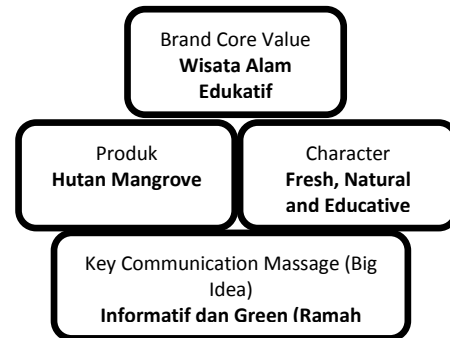 Brand Core Value
Wisata Alam
Edukatif
Produk
Hutan Mangrove
Character
Fresh, Natural
and Educative
Key Communication Massage (Big
Idea)
Informatif dan Green (Ramah